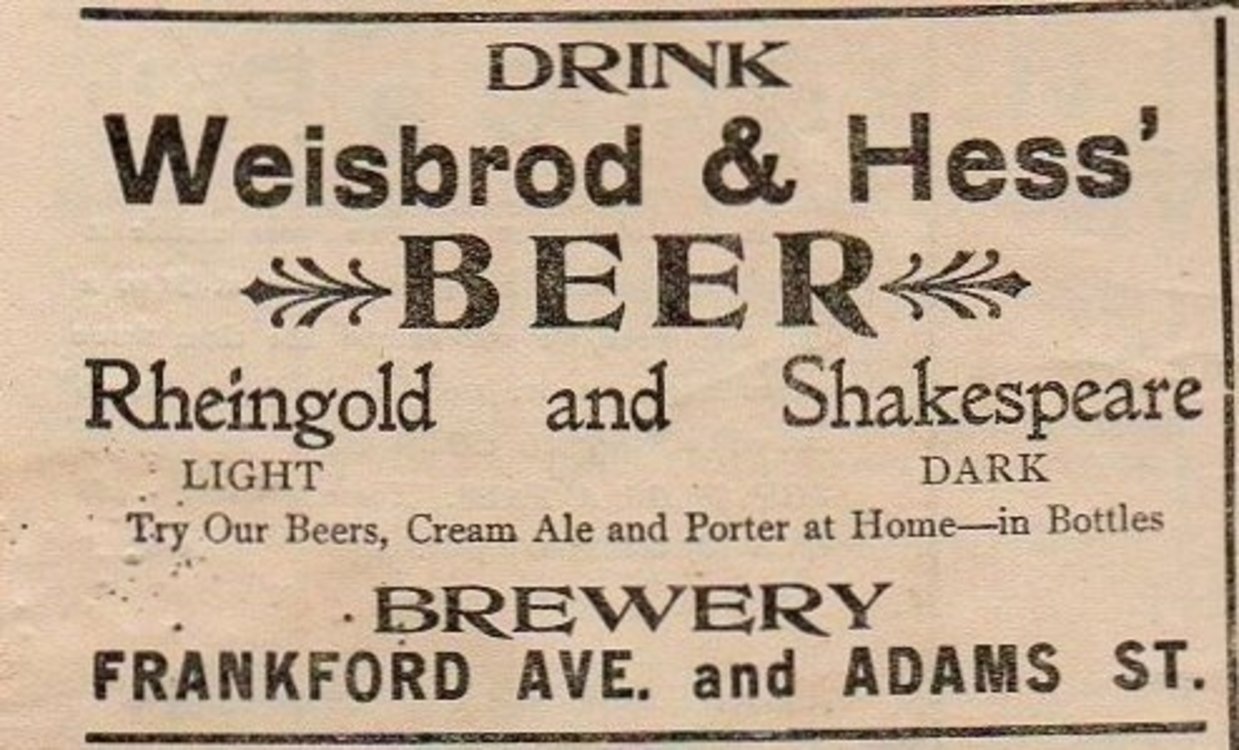 DRINK
Weisbrod & Hess'
BEER
Rheingold and Shakespeare
LIGHT DARK
Try Our Beers, Cream Ale and Porter at Home—in Bottles
BREWERY
FRANKFORD AVE. and ADAMS ST.